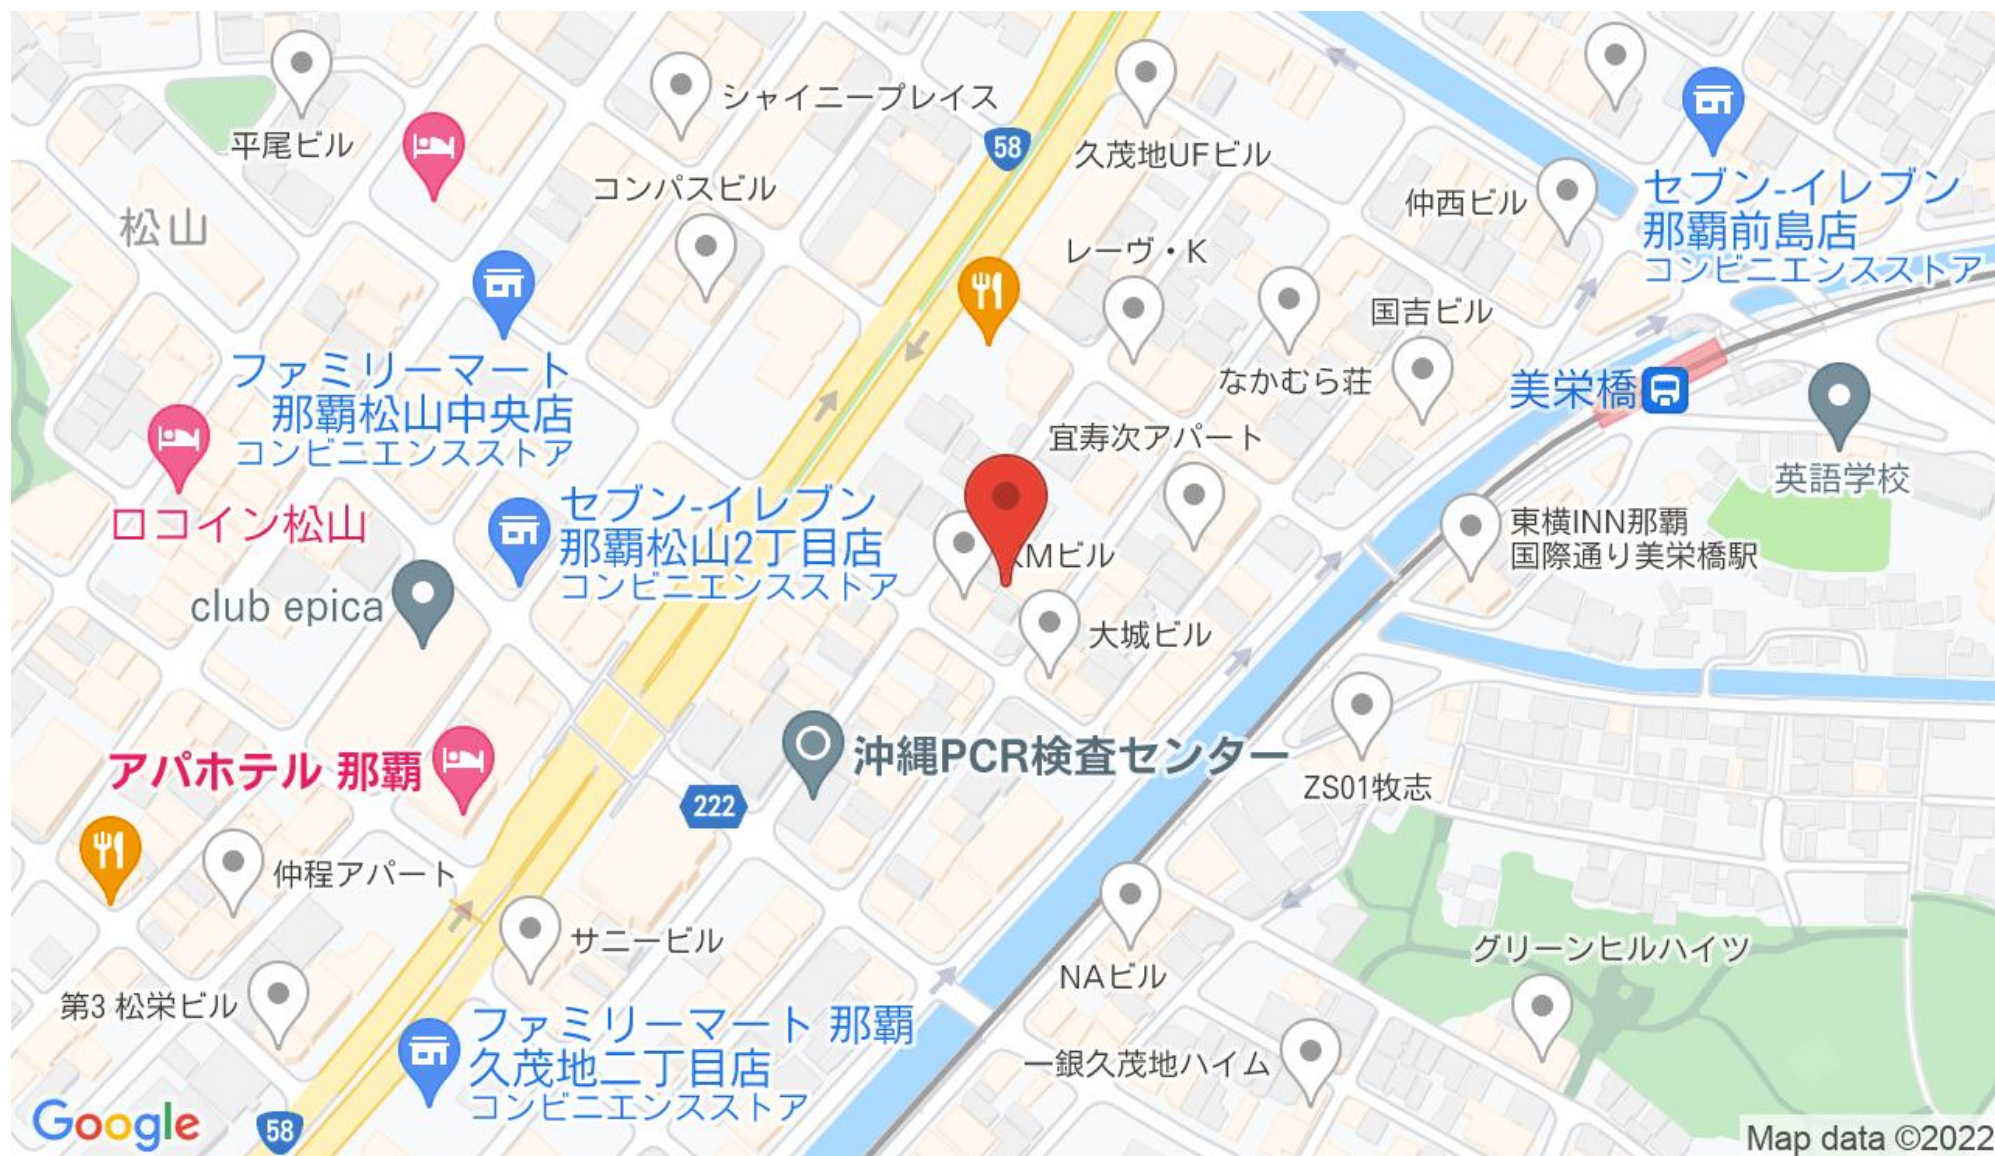 シャイニープレイス
58
久茂地UFビル
平尾ビル
コンパスビル
松山
仲西ビル
セブン-イレブン
那覇前島店
コンビニエンスストア
レーヴ・K
国吉ビル
なかむら荘
美栄橋
ファミリーマート
那覇松山中央店
コンビニエンスストア
宜寿次アパート
英語学校
ロコイン松山
セブン-イレブン
那覇松山2丁目店
コンビニエンスストア
Mビル
東横INN那覇
国際通り美栄橋駅
club epica
大城ビル
アパホテル 那覇
沖縄PCR検査センター
222
ZS01牧志
仲程アパート
サニービル
グリーンヒルハイツ
NAビル
第3 松栄ビル
ファミリーマート 那覇
久茂地二丁目店
コンビニエンスストア
一銀久茂地ハイム
Google
58
Map data ©2022